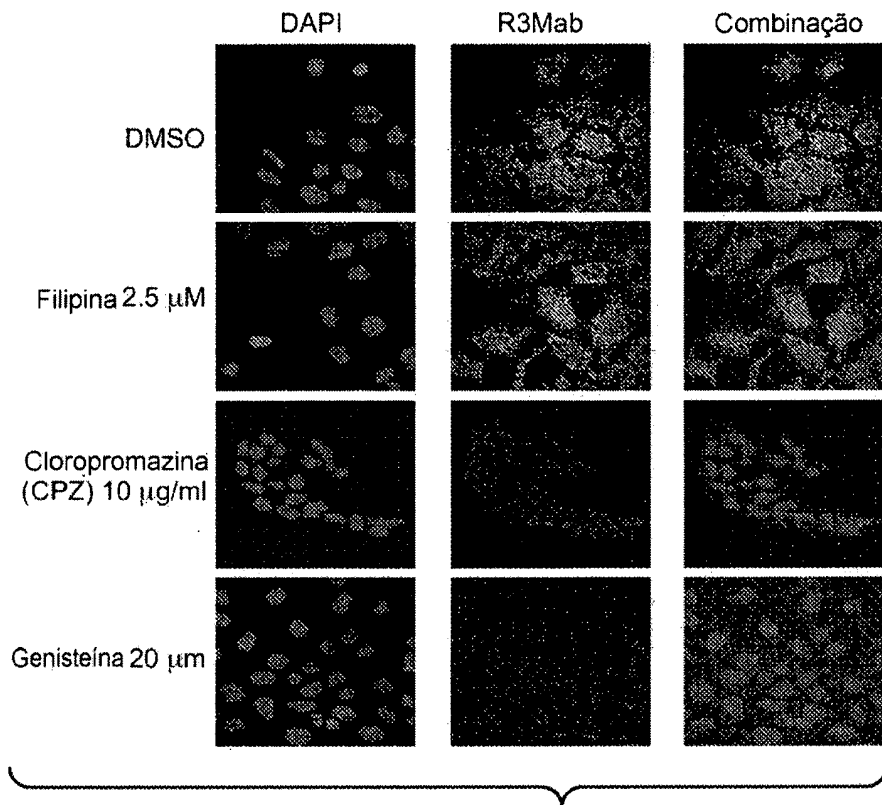 DAPI R3Mab Combinação
DMSO
Filipina 2.5 µM
Cloropromazina
(CPZ) 10 µg/ml
Genisteína 20 µm